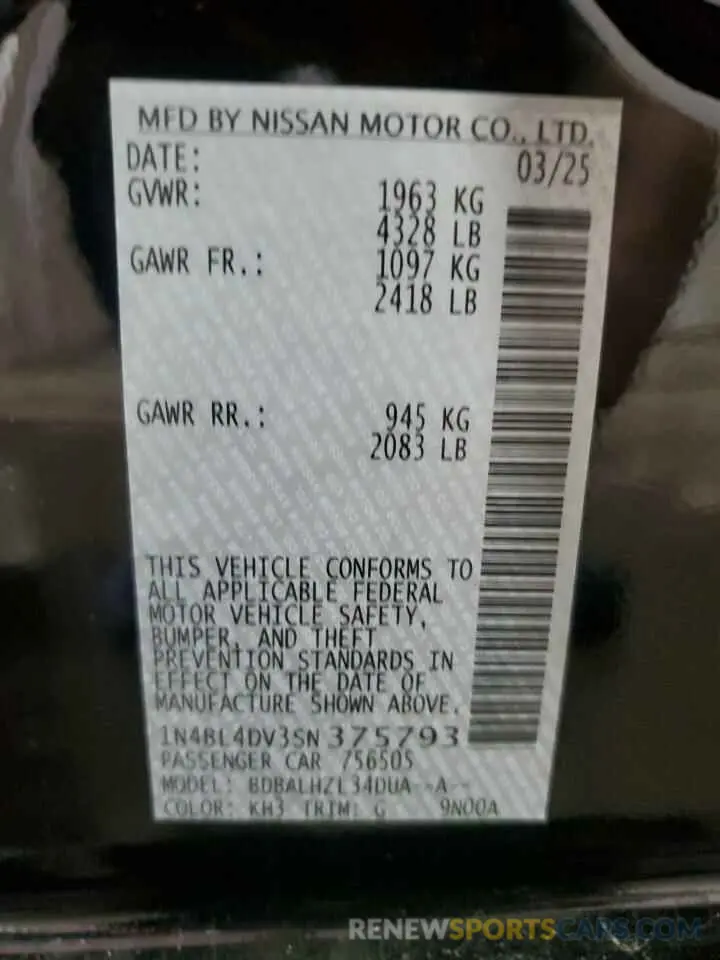 MFD BY NISSAN MOTOR CO., LTD.
DATE: 03/25
GVWR: 1963 KG
4328 LB
GAWR FR.: 1097 KG
2418 LB
GAWR RR.: 945 KG
2083 LB
THIS VEHICLE CONFORMS TO
ALL APPLICABLE FEDERAL
MOTOR VEHICLE SAFETY,
BUMPER, AND THEFT
PREVENTION STANDARDS IN
EFFECT ON THE DATE OF
MANUFACTURE SHOWN ABOVE.
1N4BL4DV3SN375793
PASSENGER CAR 756505
MODEL: BDBALHZL34DUA--A--
COLOR: KH3 TRIM: G 9N00A
RENEWSPORTSCARS.COM